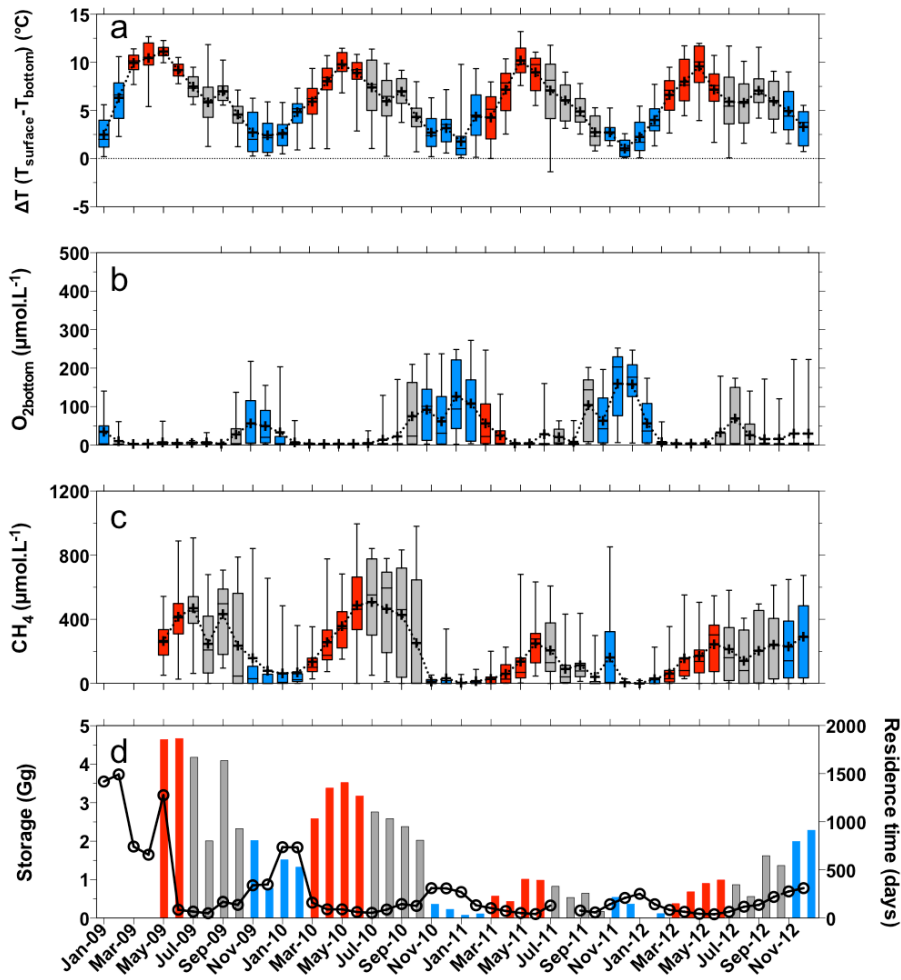 a
ΔT (Tsurface-Tbottom) (°C)
15
10
5
0
-5
b
O2bottom (µmol.L-1)
500
400
300
200
100
0
c
CH4 (µmol.L-1)
1200
800
400
0
d
Storage (Gg)
5
4
3
2
1
0
Residence time (days)
2000
1500
1000
500
0
Jan-09
Mar-09
May-09
Jul-09
Sep-09
Nov-09
Jan-10
Mar-10
May-10
Jul-10
Sep-10
Nov-10
Jan-11
Mar-11
May-11
Jul-11
Sep-11
Nov-11
Jan-12
Mar-12
May-12
Jul-12
Sep-12
Nov-12